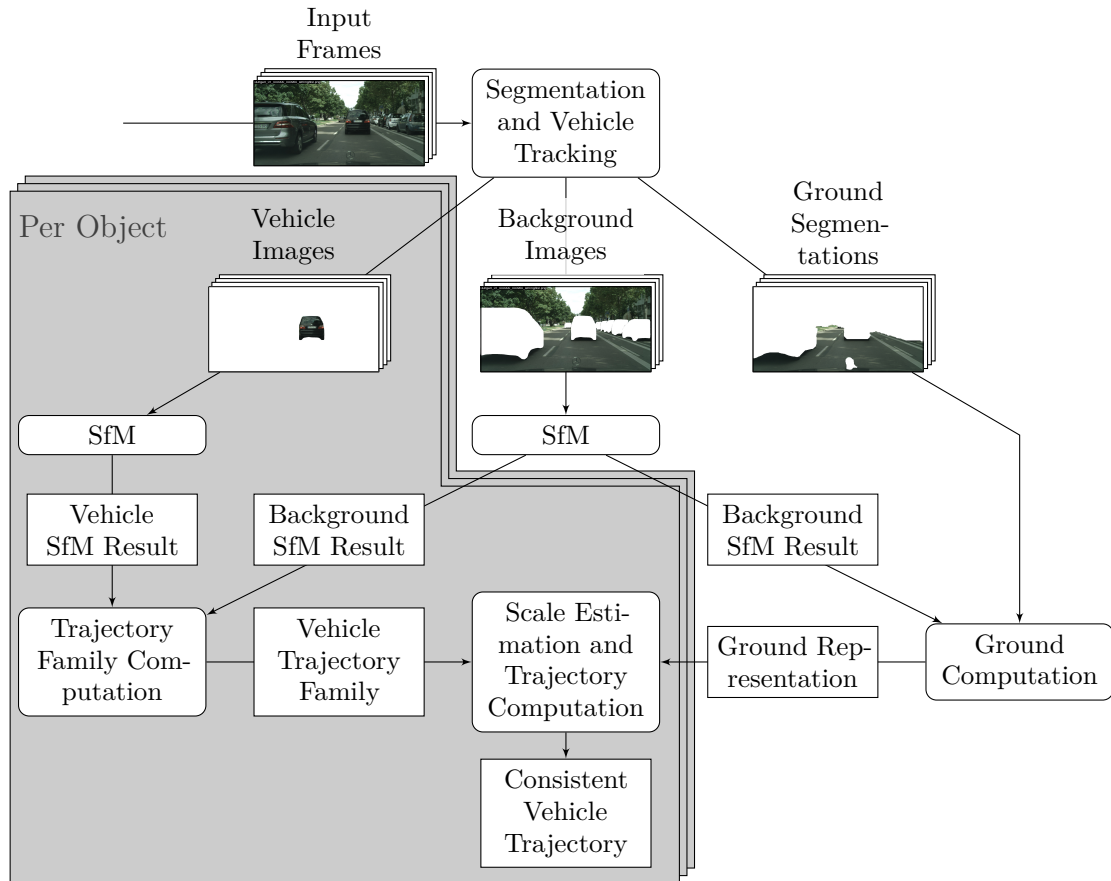 Input
Frames
Segmentation
and Vehicle
Tracking
Per Object
Vehicle
Images
Background
Images
Ground
Segmen-
tations
SfM
SfM
Vehicle
SfM Result
Background
SfM Result
Background
SfM Result
Trajectory
Family Com-
putation
Vehicle
Trajectory
Family
Scale Esti-
mation and
Trajectory
Computation
Ground Rep-
resentation
Ground
Computation
Consistent
Vehicle
Trajectory